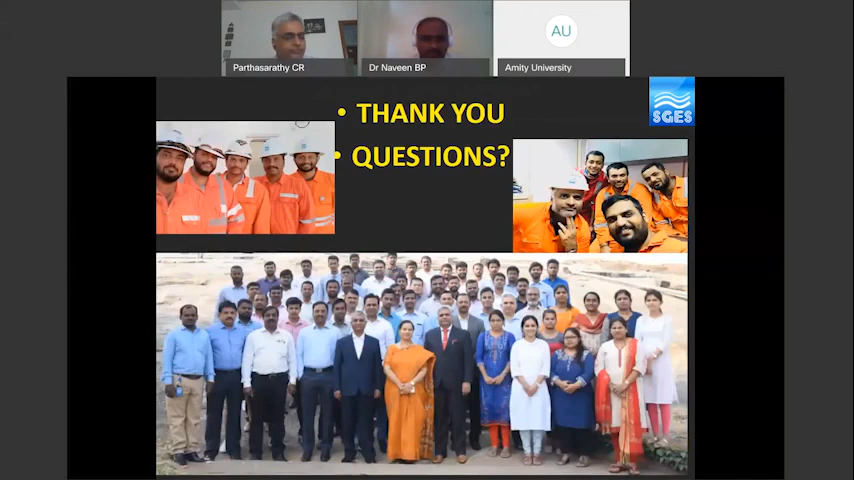 AU
Parthasarathy CR
Dr Naveen BP
Amity University
• THANK YOU
• QUESTIONS?
SGES